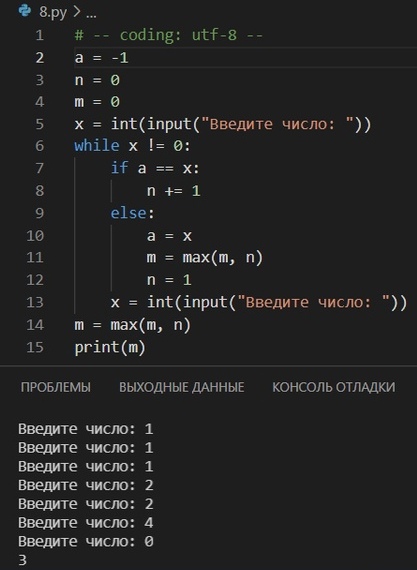 8.py > ...
1 # -- coding: utf-8 --
2 a = -1
3 n = 0
4 m = 0
5 x = int(input("Введите число: "))
6 while x != 0:
7 if a == x:
8 n += 1
9 else:
10 a = x
11 m = max(m, n)
12 n = 1
13 x = int(input("Введите число: "))
14 m = max(m, n)
15 print(m)
ПРОБЛЕМЫ ВЫХОДНЫЕ ДАННЫЕ КОНСОЛЬ ОТЛАДКИ
Введите число: 1
Введите число: 1
Введите число: 1
Введите число: 2
Введите число: 2
Введите число: 4
Введите число: 0
3